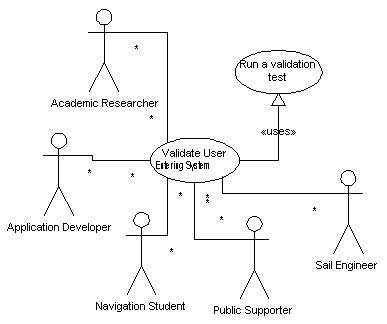 *
Run a validation
test
Academic Researcher
*
«uses»
Validate User
Entering System
*
*
Application Developer
*
*
*
*
*
*
Sail Engineer
Navigation Student
Public Supporter